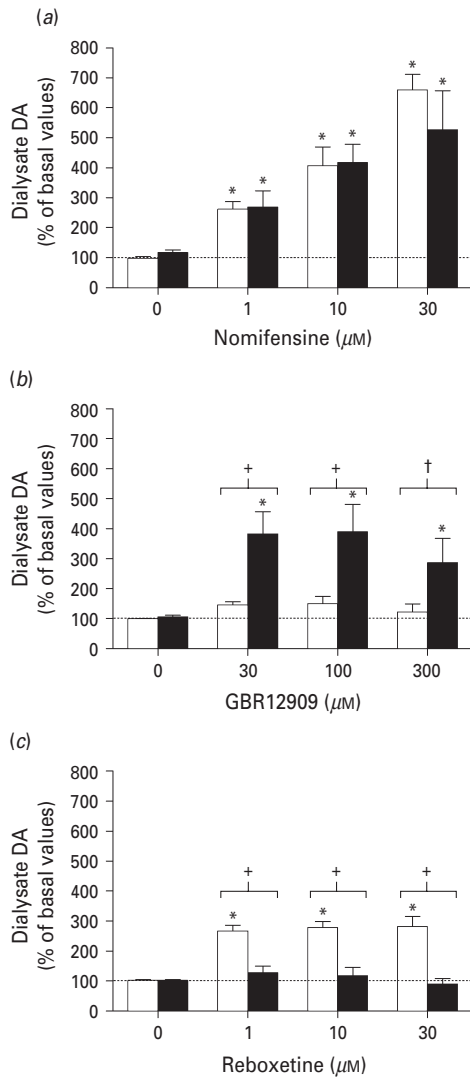 (a)
800
700
600
500
400
300
200
100
0
Dialysate DA
(% of basal values)
* * * * * *
0 1 10 30
Nomifensine (μM)
(b)
800
700
600
500
400
300
200
100
0
Dialysate DA
(% of basal values)
+ + †
* * *
0 30 100 300
GBR12909 (μM)
(c)
800
700
600
500
400
300
200
100
0
Dialysate DA
(% of basal values)
+ + +
* * *
0 1 10 30
Reboxetine (μM)